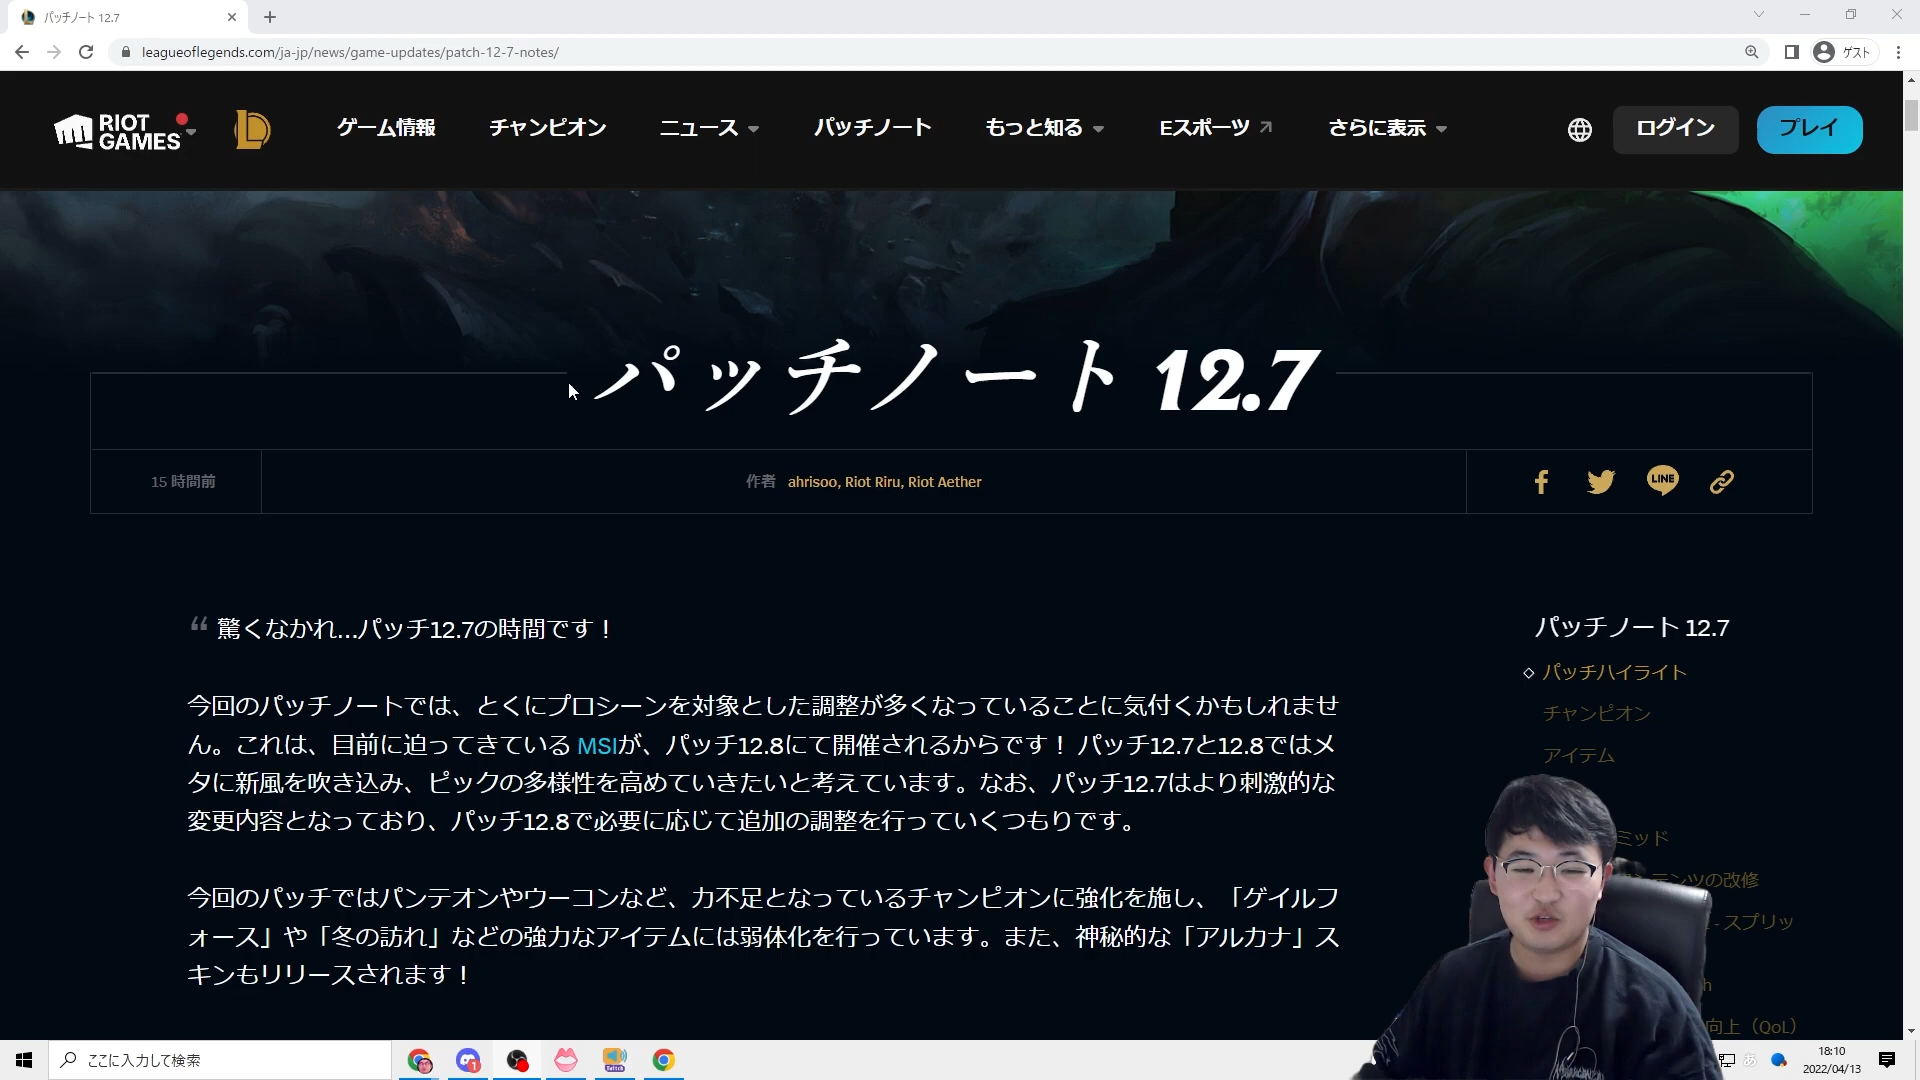 パッチノート 12.7
leagueoflegends.com/ja-jp/news/game-updates/patch-12-7-notes/
ゲスト
RIOT GAMES
ゲーム情報
チャンピオン
ニュース
パッチノート
もっと知る
Eスポーツ
さらに表示
ログイン
プレイ
パッチノート 12.7
15 時間前
作者 ahrisoo, Riot Riru, Riot Aether
LINE
“ 驚くなかれ…パッチ12.7の時間です！
今回のパッチノートでは、とくにプロシーンを対象とした調整が多くなっていることに気付くかもしれませ
ん。これは、目前に迫ってきている MSIが、パッチ12.8にて開催されるからです！ パッチ12.7と12.8ではメ
タに新風を吹き込み、ピックの多様性を高めていきたいと考えています。なお、パッチ12.7はより刺激的な
変更内容となっており、パッチ12.8で必要に応じて追加の調整を行っていくつもりです。
今回のパッチではパンテオンやウーコンなど、力不足となっているチャンピオンに強化を施し、「ゲイルフ
ォース」や「冬の訪れ」などの強力なアイテムには弱体化を行っています。また、神秘的な「アルカナ」ス
キンもリリースされます！
パッチノート 12.7
パッチハイライト
チャンピオン
アイテム
ミッド
ンテンツの改修
- スプリッ
h
向上（QoL）
ここに入力して検索
1
Twitch
あ
18:10
2022/04/13